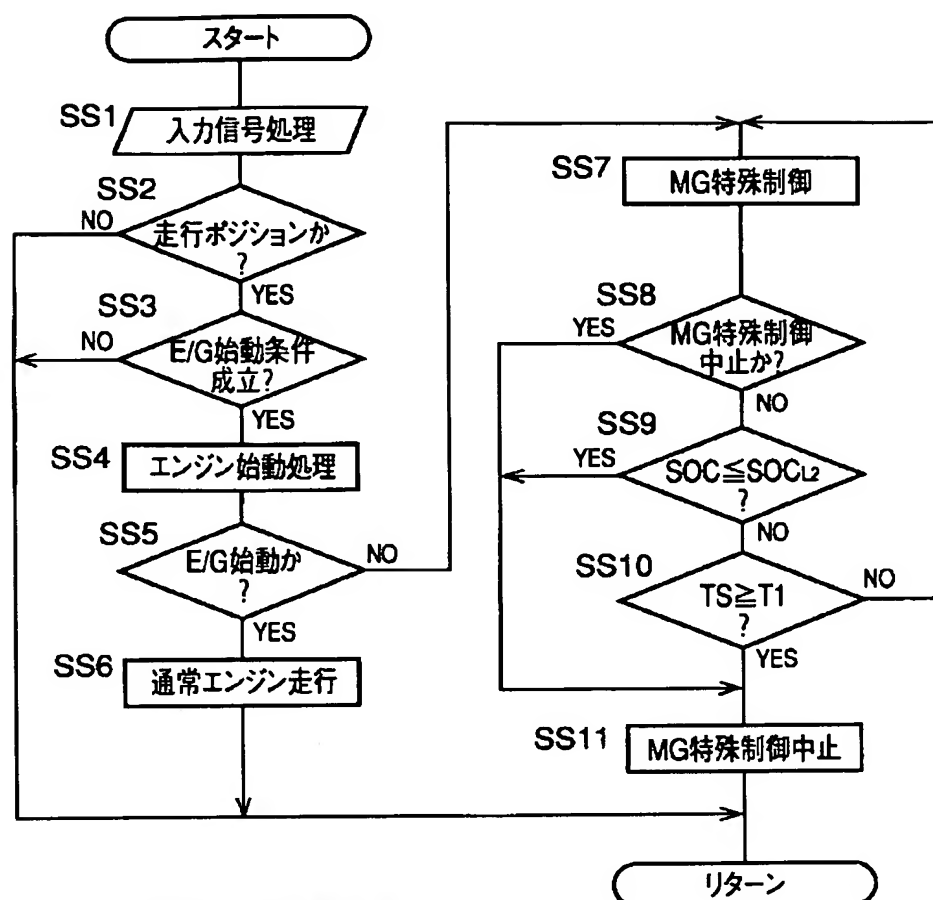 スタート
SS1
入力信号処理
SS2
走行ポジションか
?
NO
YES
SS3
E/G始動条件
成立?
NO
YES
SS4
エンジン始動処理
SS5
E/G始動か
?
NO
YES
SS6
通常エンジン走行
SS7
MG特殊制御
SS8
MG特殊制御
中止か?
YES
NO
SS9
SOC≦SOCL2
?
YES
NO
SS10
TS≧T1
?
NO
YES
SS11
MG特殊制御中止
リターン